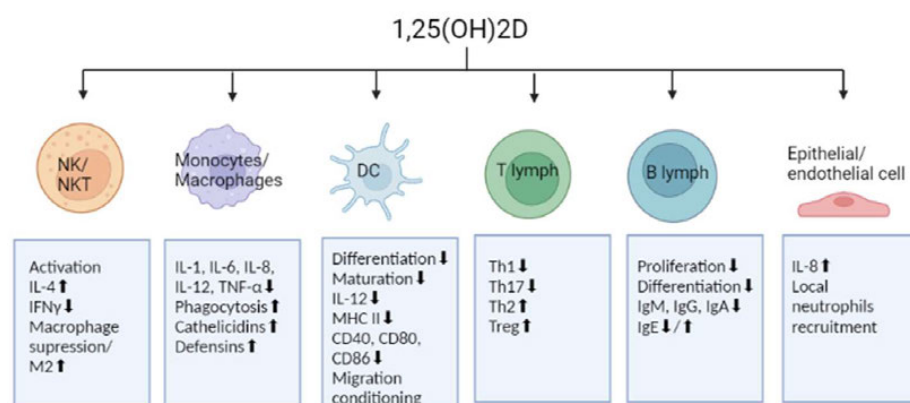 1,25(OH)2D
NK/
NKT
Monocytes/
Macrophages
DC
T lymph
B lymph
Epithelial/
endothelial cell
Activation
IL-4⬆
IFNγ⬇
Macrophage
supression/
M2⬆
IL-1, IL-6, IL-8,
IL-12, TNF-α⬇
Phagocytosis⬆
Cathelicidins⬆
Defensins⬆
Differentiation⬇
Maturation⬇
IL-12⬇
MHC II⬇
CD40, CD80,
CD86⬇
Migration
conditioning
Th1⬇
Th17⬇
Th2⬆
Treg⬆
Proliferation⬇
Differentiation⬇
IgM, IgG, IgA⬇
IgE⬇/⬆
IL-8⬆
Local
neutrophils
recruitment